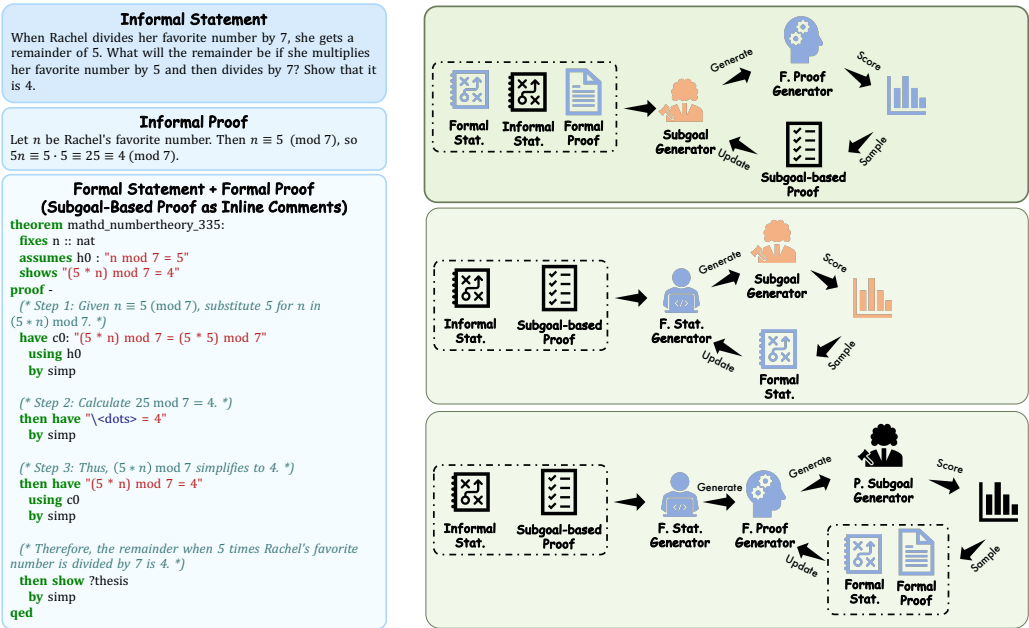 Informal Statement
When Rachel divides her favorite number by 7, she gets a
remainder of 5. What will the remainder be if she multiplies
her favorite number by 5 and then divides by 7? Show that it
is 4.
Informal Proof
Let n be Rachel's favorite number. Then n ≡ 5 (mod 7), so
5n ≡ 5 · 5 ≡ 25 ≡ 4 (mod 7).
Formal Statement + Formal Proof
(Subgoal-Based Proof as Inline Comments)
theorem mathd_numbertheory_335:
fixes n :: nat
assumes h0 : "n mod 7 = 5"
shows "(5 * n) mod 7 = 4"
proof -
(* Step 1: Given n ≡ 5 (mod 7), substitute 5 for n in
(5 * n) mod 7. *)
have c0: "(5 * n) mod 7 = (5 * 5) mod 7"
using h0
by simp
(* Step 2: Calculate 25 mod 7 = 4. *)
then have "\<dots> = 4"
by simp
(* Step 3: Thus, (5 * n) mod 7 simplifies to 4. *)
then have "(5 * n) mod 7 = 4"
using c0
by simp
(* Therefore, the remainder when 5 times Rachel's favorite
number is divided by 7 is 4. *)
then show ?thesis
by simp
qed
Formal
Stat.
Informal
Stat.
Formal
Proof
Subgoal
Generator
Generate
F. Proof
Generator
Score
Sample
Subgoal-based
Proof
Update
Informal
Stat.
Subgoal-based
Proof
F. Stat.
Generator
Generate
Subgoal
Generator
Score
Sample
Formal
Stat.
Update
Informal
Stat.
Subgoal-based
Proof
F. Stat.
Generator
Generate
F. Proof
Generator
Generate
P. Subgoal
Generator
Score
Sample
Formal
Stat.
Formal
Proof
Update